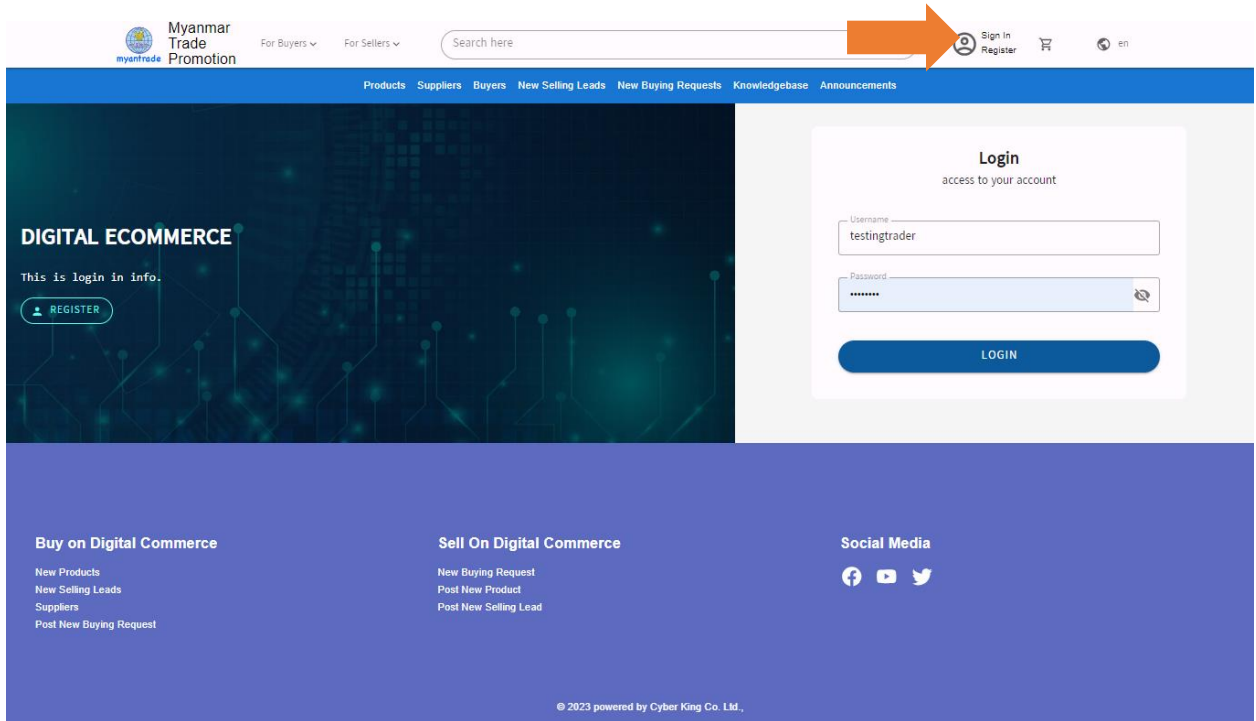 Myanmar
Trade
Promotion
myantrade
For Buyers
For Sellers
Search here
Sign In
Register
en
Products Suppliers Buyers New Selling Leads New Buying Requests Knowledgebase Announcements
DIGITAL ECOMMERCE
This is login in info.
REGISTER
Login
access to your account
Username
testingtrader
Password
••••••••
LOGIN
Buy on Digital Commerce
New Products
New Selling Leads
Suppliers
Post New Buying Request
Sell On Digital Commerce
New Buying Request
Post New Product
Post New Selling Lead
Social Media
© 2023 powered by Cyber King Co. Ltd.,